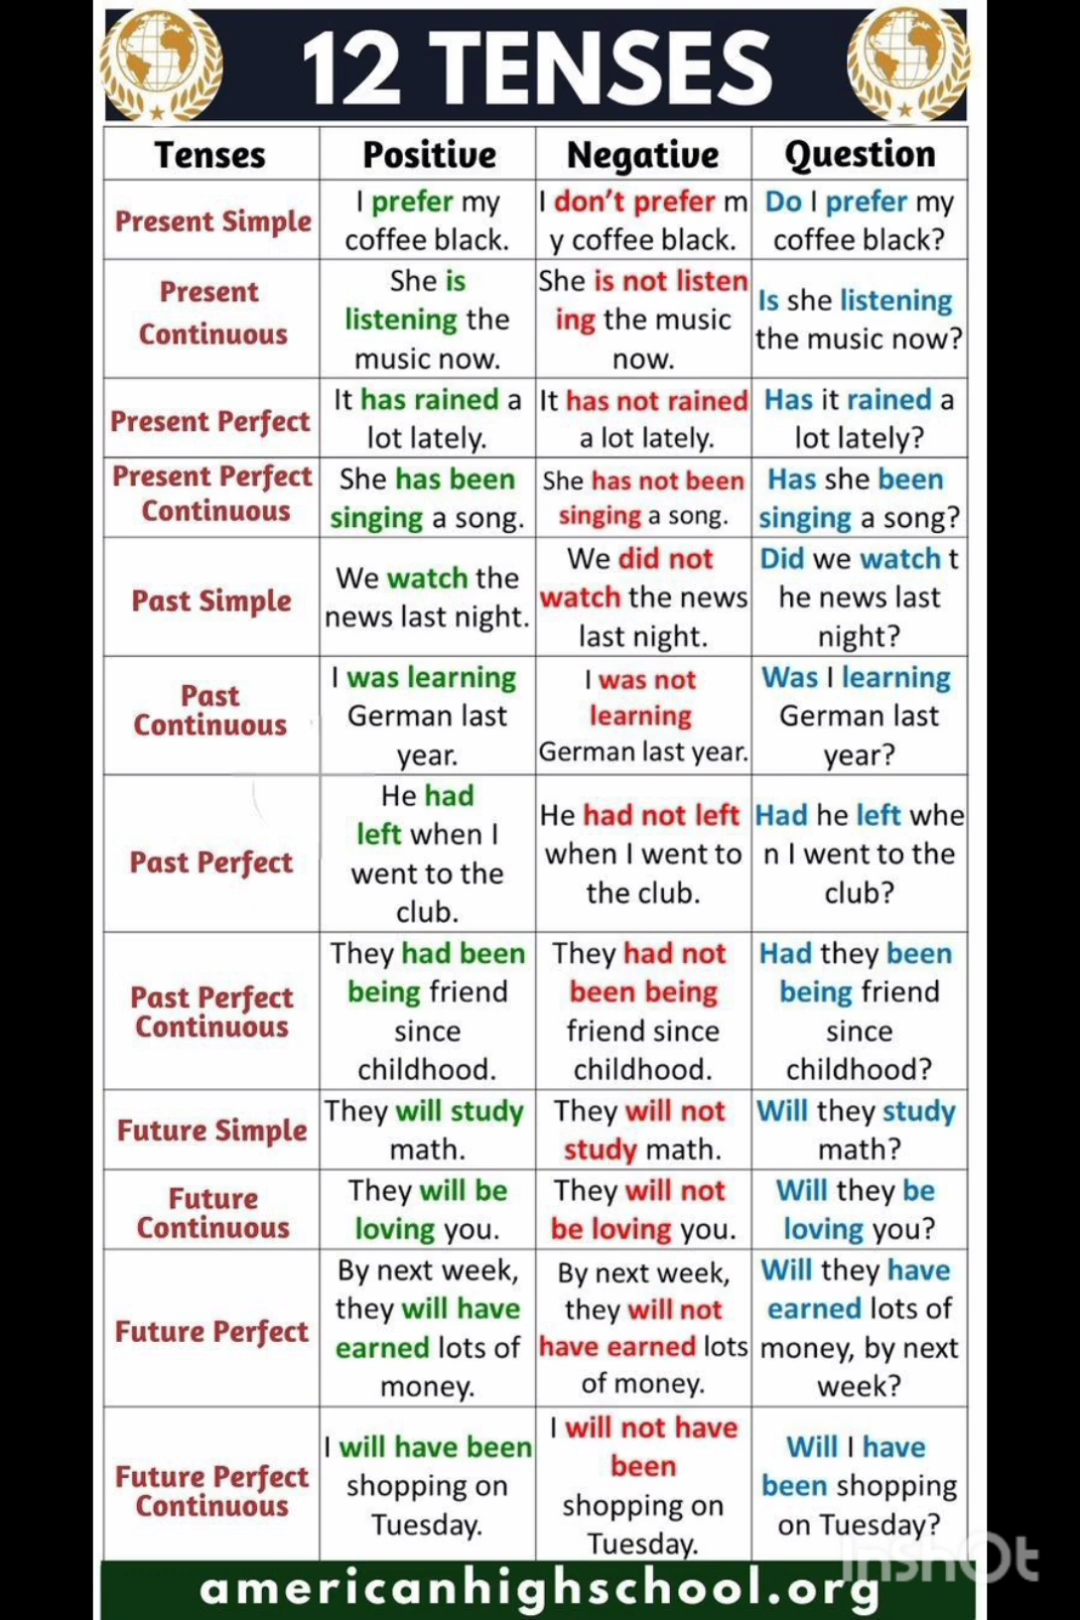 12 TENSES
Tenses Positive Negative Question
Present Simple
I prefer my
coffee black.
I don't prefer m
y coffee black.
Do I prefer my
coffee black?
Present
Continuous
She is
listening the
music now.
She is not listen
ing the music
now.
Is she listening
the music now?
Present Perfect
It has rained a
lot lately.
It has not rained
a lot lately.
Has it rained a
lot lately?
Present Perfect
Continuous
She has been
singing a song.
She has not been
singing a song.
Has she been
singing a song?
Past Simple
We watch the
news last night.
We did not
watch the news
last night.
Did we watch t
he news last
night?
Past
Continuous
I was learning
German last
year.
I was not
learning
German last year.
Was I learning
German last
year?
Past Perfect
He had
left when I
went to the
club.
He had not left
when I went to
the club.
Had he left whe
n I went to the
club?
Past Perfect
Continuous
They had been
being friend
since
childhood.
They had not
been being
friend since
childhood.
Had they been
being friend
since
childhood?
Future Simple
They will study
math.
They will not
study math.
Will they study
math?
Future
Continuous
They will be
loving you.
They will not
be loving you.
Will they be
loving you?
Future Perfect
By next week,
they will have
earned lots of
money.
By next week,
they will not
have earned lots
of money.
Will they have
earned lots of
money, by next
week?
Future Perfect
Continuous
I will have been
shopping on
Tuesday.
I will not have
been
shopping on
Tuesday.
Will I have
been shopping
on Tuesday?
InshOt
americanhighschool.org